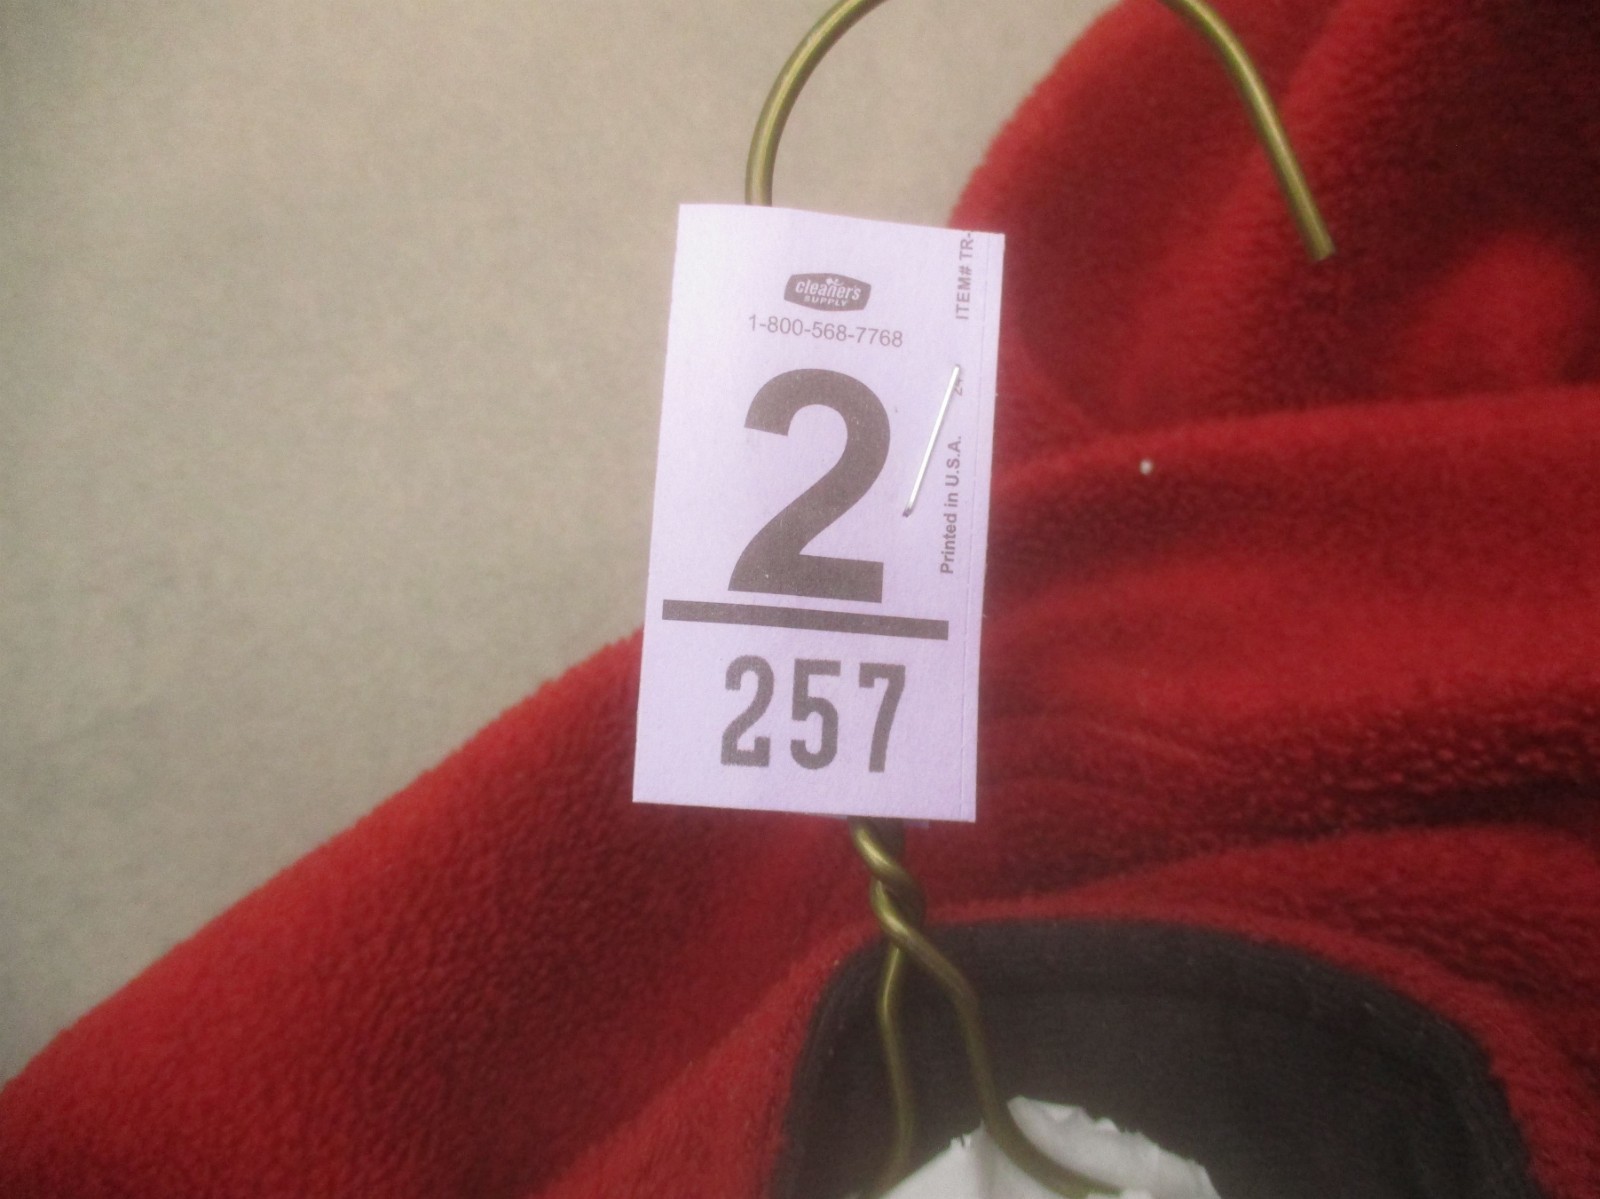 cleaner's
SUPPLY
1-800-568-7768
2
257
Printed in U.S.A.
ITEM# TR-